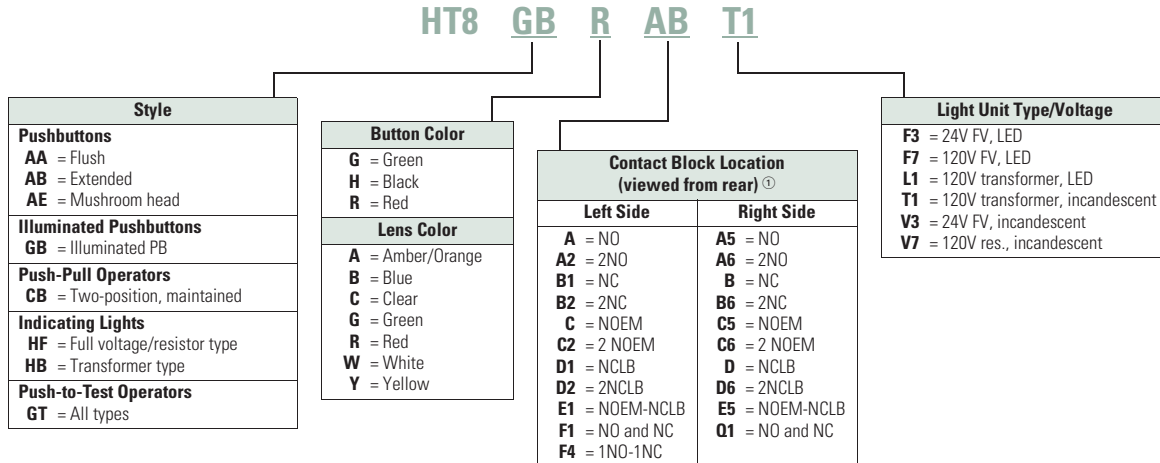 HT8 GB R AB T1
Style
Pushbuttons
AA = Flush
AB = Extended
AE = Mushroom head
Illuminated Pushbuttons
GB = Illuminated PB
Push-Pull Operators
CB = Two-position, maintained
Indicating Lights
HF = Full voltage/resistor type
HB = Transformer type
Push-to-Test Operators
GT = All types
Button Color
G = Green
H = Black
R = Red
Lens Color
A = Amber/Orange
B = Blue
C = Clear
G = Green
R = Red
W = White
Y = Yellow
Contact Block Location
(viewed from rear) ①
Left Side
A = NO
A2 = 2NO
B1 = NC
B2 = 2NC
C = NOEM
C2 = 2 NOEM
D1 = NCLB
D2 = 2NCLB
E1 = NOEM-NCLB
F1 = NO and NC
F4 = 1NO-1NC
Right Side
A5 = NO
A6 = 2NO
B = NC
B6 = 2NC
C5 = NOEM
C6 = 2 NOEM
D = NCLB
D6 = 2NCLB
E5 = NOEM-NCLB
Q1 = NO and NC
Light Unit Type/Voltage
F3 = 24V FV, LED
F7 = 120V FV, LED
L1 = 120V transformer, LED
T1 = 120V transformer, incandescent
V3 = 24V FV, incandescent
V7 = 120V res., incandescent